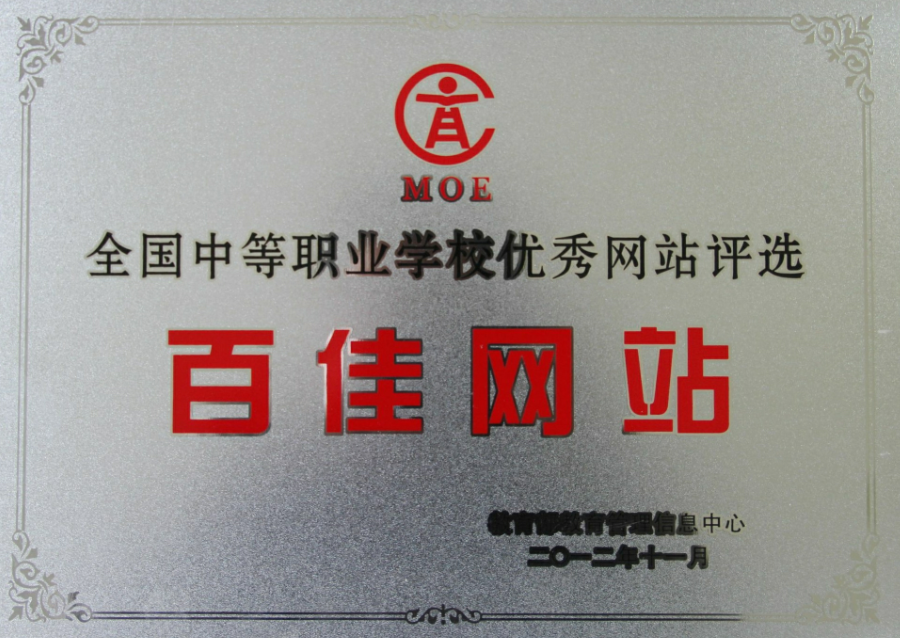 MOE
全国中等职业学校优秀网站评选
百佳网站
教育部教育管理信息中心
二〇一二年十一月